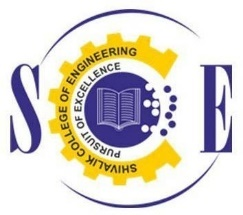 S C E
SHIVALIK COLLEGE OF ENGINEERING
PURSUIT OF EXCELLENCE